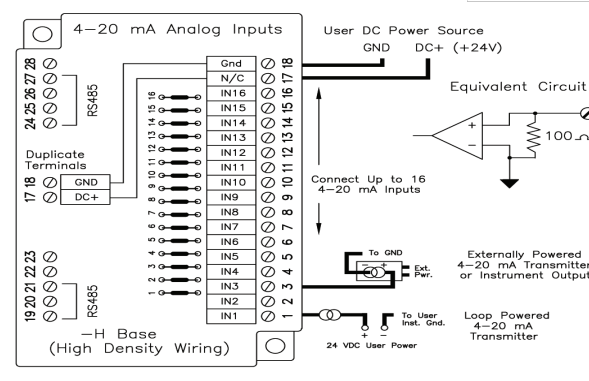 4-20 mA Analog Inputs
User DC Power Source
GND DC+ (+24V)
28
27
26
25
24
RS485
Duplicate
Terminals
18 GND
17 DC+
23
22
21
20
19
RS485
16
15
14
13
12
11
10
9
8
7
6
5
4
3
2
1
Gnd 18
N/C 17
IN16 16
IN15 15
IN14 14
IN13 13
IN12 12
IN11 11
IN10 10
IN9 9
IN8 8
IN7 7
IN6 6
IN5 5
IN4 4
IN3 3
IN2 2
IN1 1
-H Base
(High Density Wiring)
Equivalent Circuit
+
-
100Ω
Connect Up to 16
4-20 mA Inputs
To GND
- +
Ext.
Pwr.
Externally Powered
4-20 mA Transmitter
or Instrument Output
To User
Inst. Gnd.
+ -
24 VDC User Power
Loop Powered
4-20 mA
Transmitter